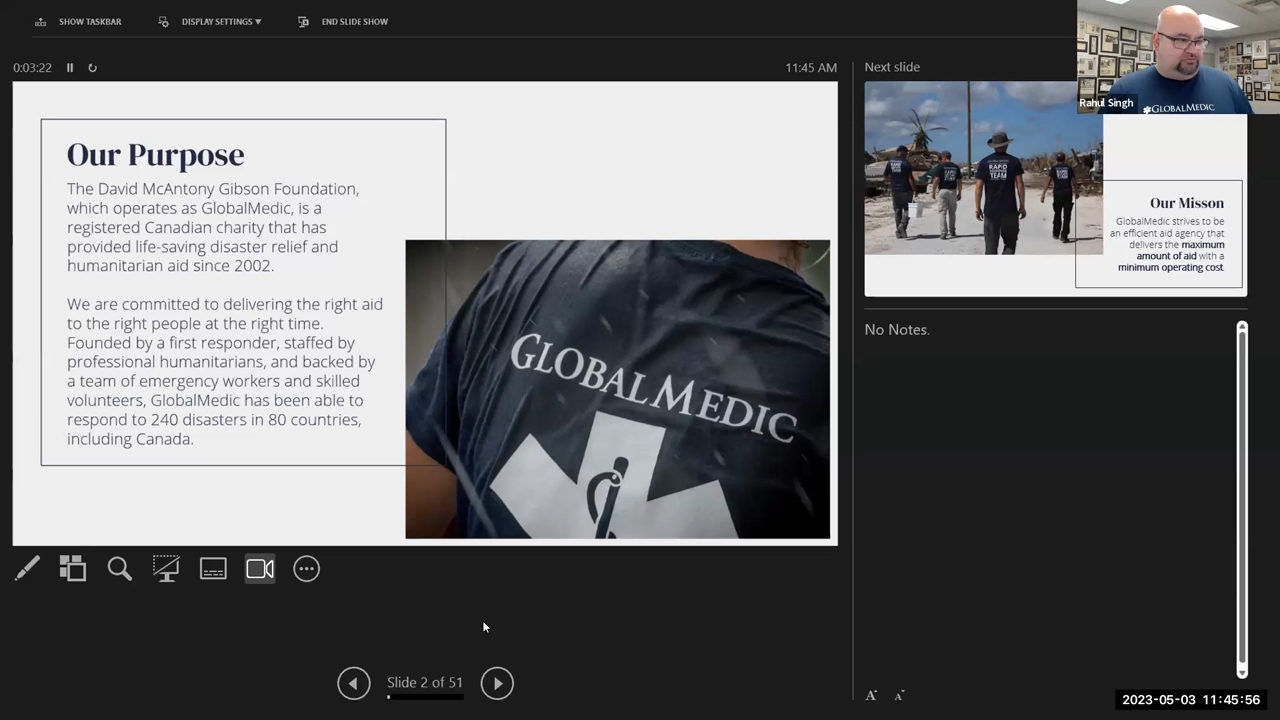 SHOW TASKBAR
DISPLAY SETTINGS ▼
END SLIDE SHOW
0:03:22
11:45 AM
Our Purpose
The David McAntony Gibson Foundation,
which operates as GlobalMedic, is a
registered Canadian charity that has
provided life-saving disaster relief and
humanitarian aid since 2002.
We are committed to delivering the right aid
to the right people at the right time.
Founded by a first responder, staffed by
professional humanitarians, and backed by
a team of emergency workers and skilled
volunteers, GlobalMedic has been able to
respond to 240 disasters in 80 countries,
including Canada.
GLOBALMEDIC
Slide 2 of 51
Next slide
RAPID
TEAM
Our Misson
GlobalMedic strives to be
an efficient aid agency that
delivers the maximum
amount of aid with a
minimum operating cost.
No Notes.
Rahul Singh
GLOBALMEDIC
2023-05-03 11:45:56